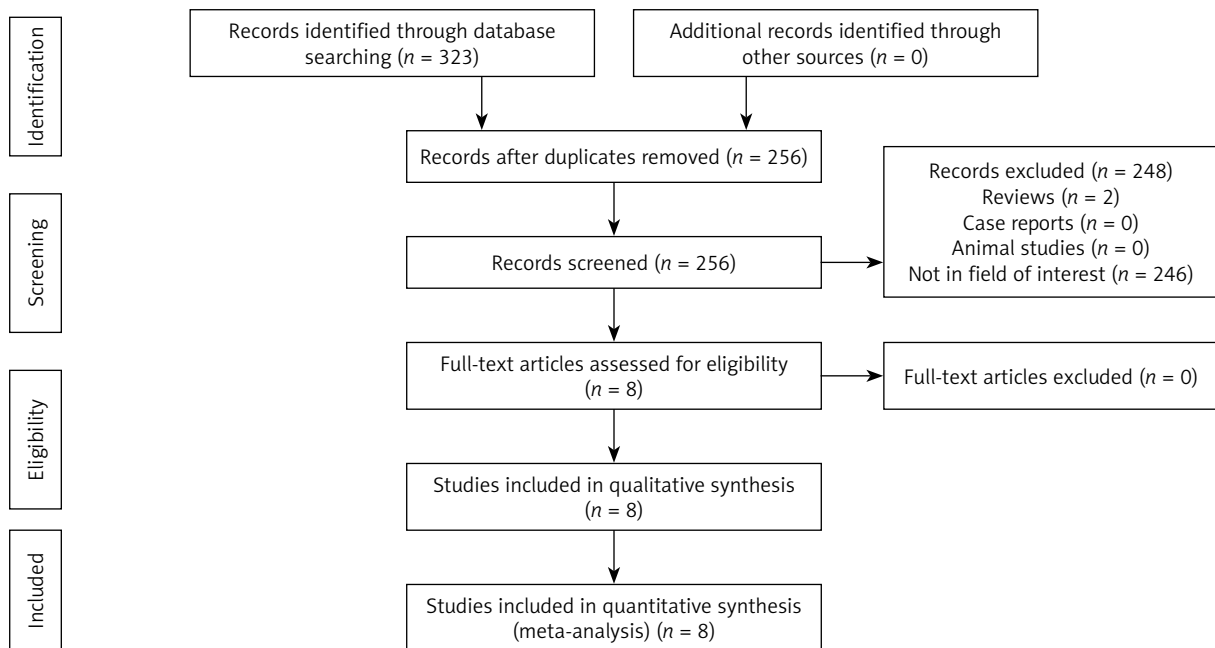 Identification
Records identified through database
searching (n = 323)
Additional records identified through
other sources (n = 0)
Records after duplicates removed (n = 256)
Screening
Records screened (n = 256)
Records excluded (n = 248)
Reviews (n = 2)
Case reports (n = 0)
Animal studies (n = 0)
Not in field of interest (n = 246)
Eligibility
Full-text articles assessed for eligibility
(n = 8)
Full-text articles excluded (n = 0)
Studies included in qualitative synthesis
(n = 8)
Included
Studies included in quantitative synthesis
(meta-analysis) (n = 8)